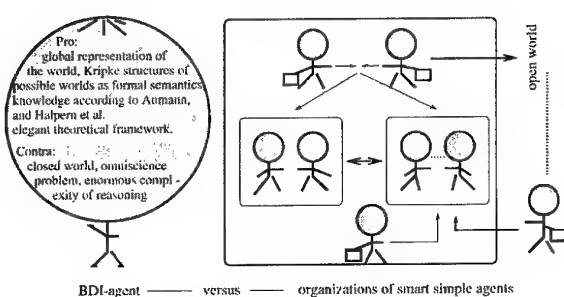 Pro:
global representation of
the world, Kripke structures of
possible worlds as formal semantics
knowledge according to Aumann,
and Halpern et al.
elegant theoretical framework.
Contra:
closed world, omniscience
problem, enormous compl-
exity of reasoning
open world
BDI-agent — versus — organizations of smart simple agents